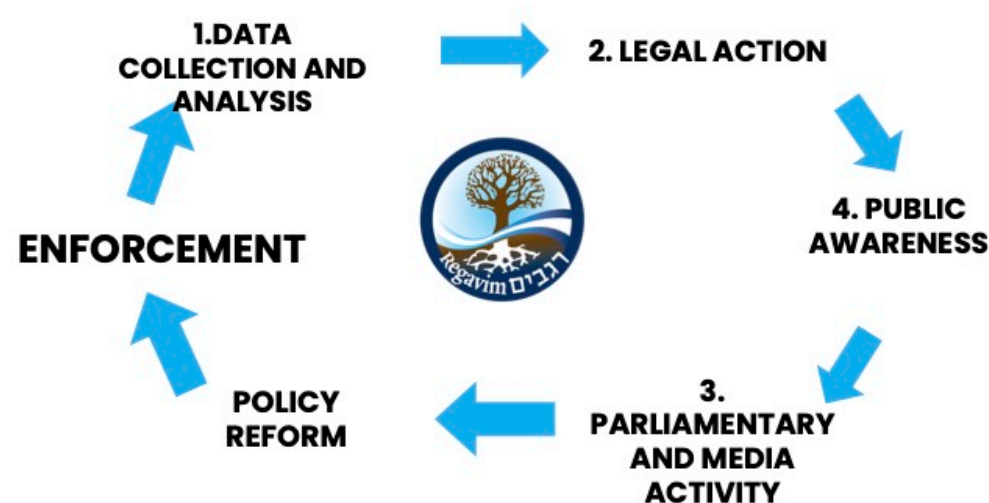 1.DATA
COLLECTION AND
ANALYSIS
2. LEGAL ACTION
4. PUBLIC
AWARENESS
3.
PARLIAMENTARY
AND MEDIA
ACTIVITY
POLICY
REFORM
ENFORCEMENT
Regavim רגבים